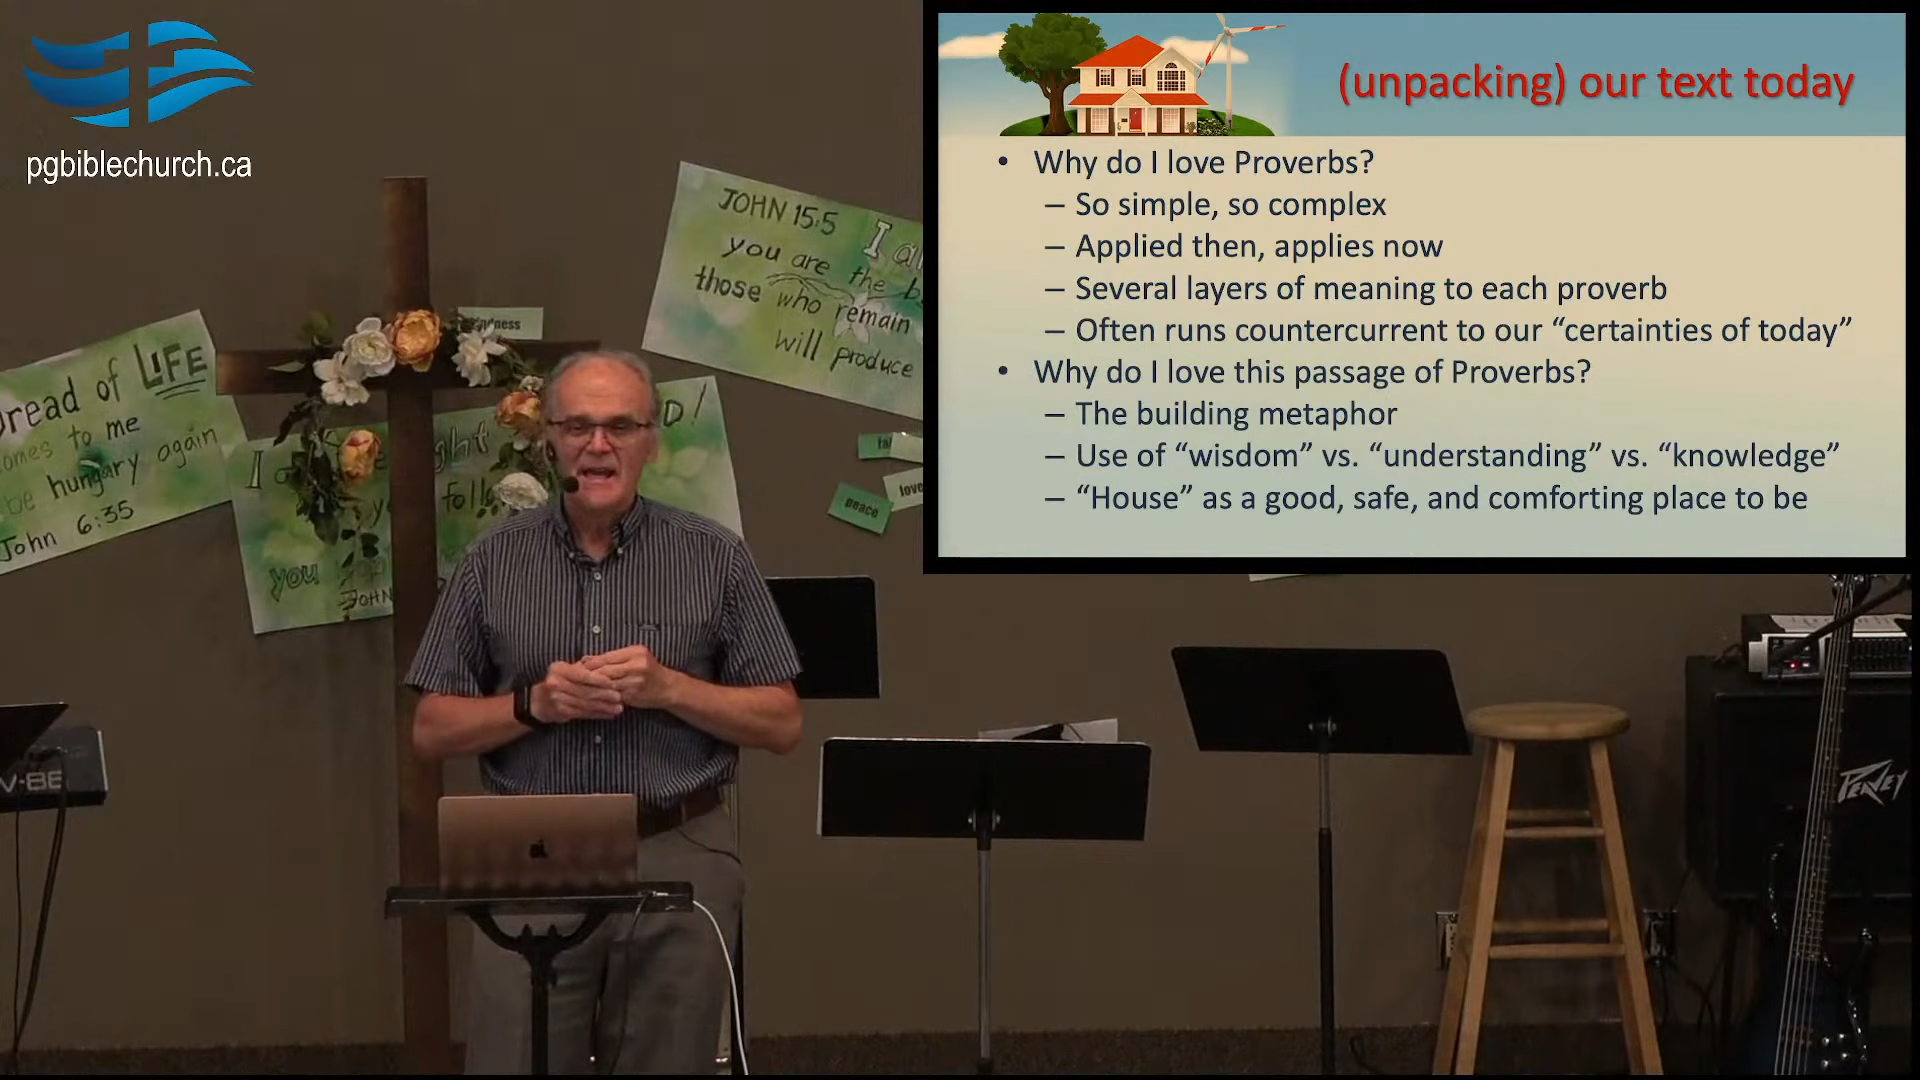 pgbiblechurch.ca
(unpacking) our text today
• Why do I love Proverbs?
– So simple, so complex
– Applied then, applies now
– Several layers of meaning to each proverb
– Often runs countercurrent to our “certainties of today”
• Why do I love this passage of Proverbs?
– The building metaphor
– Use of “wisdom” vs. “understanding” vs. “knowledge”
– “House” as a good, safe, and comforting place to be
JOHN 15:5
you are the
those who remain
will produce
of LIFE
to me
be hungry again
John 6:35
I
you
JOHN
peace
love
PEAVEY